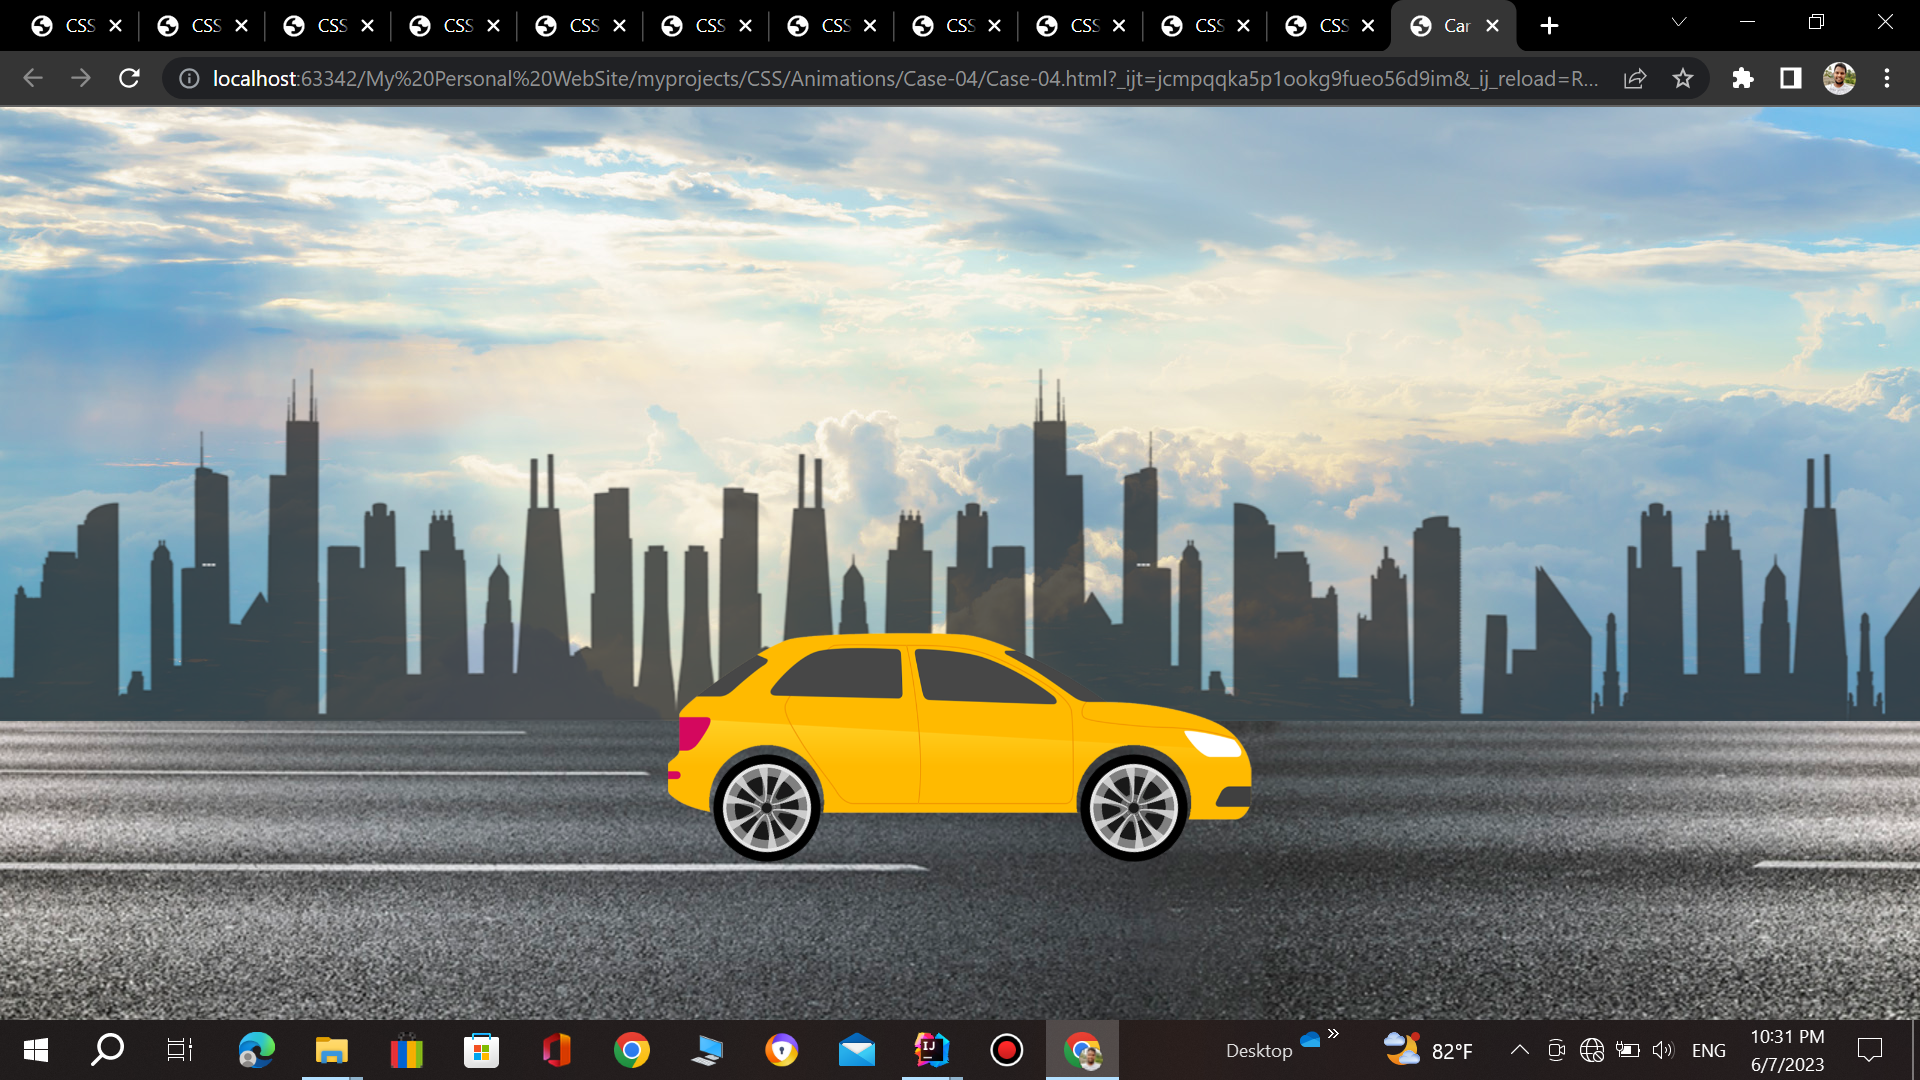 CSS CSS CSS CSS CSS CSS CSS CSS CSS CSS CSS Car
localhost:63342/My%20Personal%20WebSite/myprojects/CSS/Animations/Case-04/Case-04.html?_ijt=jcmpqqka5p1ookg9fueo56d9im&_ij_reload=R...
IJ
Desktop
82°F
ENG
10:31 PM
6/7/2023